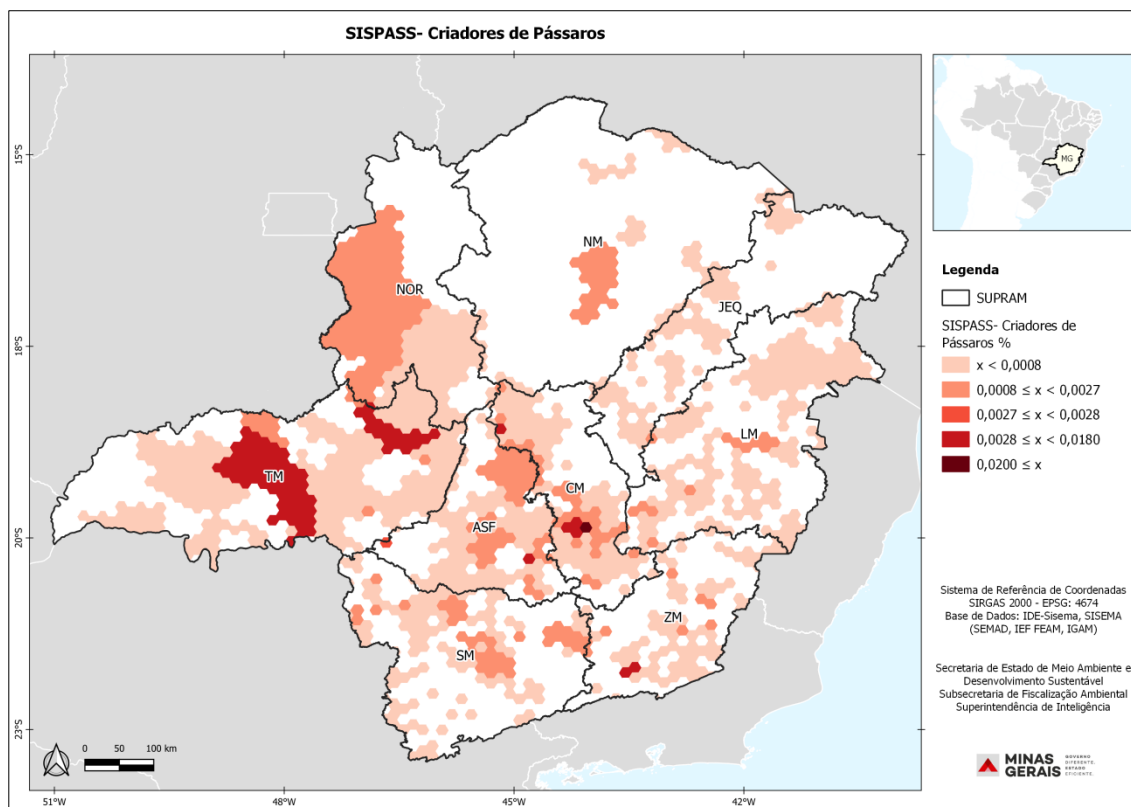 SISPASS- Criadores de Pássaros
15°S
18°S
20°S
23°S
51°W
48°W
45°W
42°W
NM
NOR
JEQ
LM
TM
CM
ASF
ZM
SM
0 50 100 km
MG
Legenda
SUPRAM
SISPASS- Criadores de
Pássaros %
x < 0,0008
0,0008 ≤ x < 0,0027
0,0027 ≤ x < 0,0028
0,0028 ≤ x < 0,0180
0,0200 ≤ x
Sistema de Referência de Coordenadas
SIRGAS 2000 - EPSG: 4674
Base de Dados: IDE-Sisema, SISEMA
(SEMAD, IEF FEAM, IGAM)
Secretaria de Estado de Meio Ambiente e
Desenvolvimento Sustentável
Subsecretaria de Fiscalização Ambiental
Superintendência de Inteligência
MINAS
GERAIS
GOVERNO
DIFERENTE.
ESTADO
EFICIENTE.